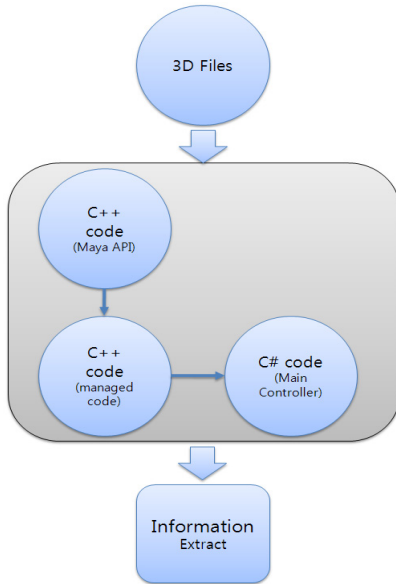 3D Files
C++
code
(Maya API)
C++
code
(managed
code)
C# code
(Main
Controller)
Information
Extract